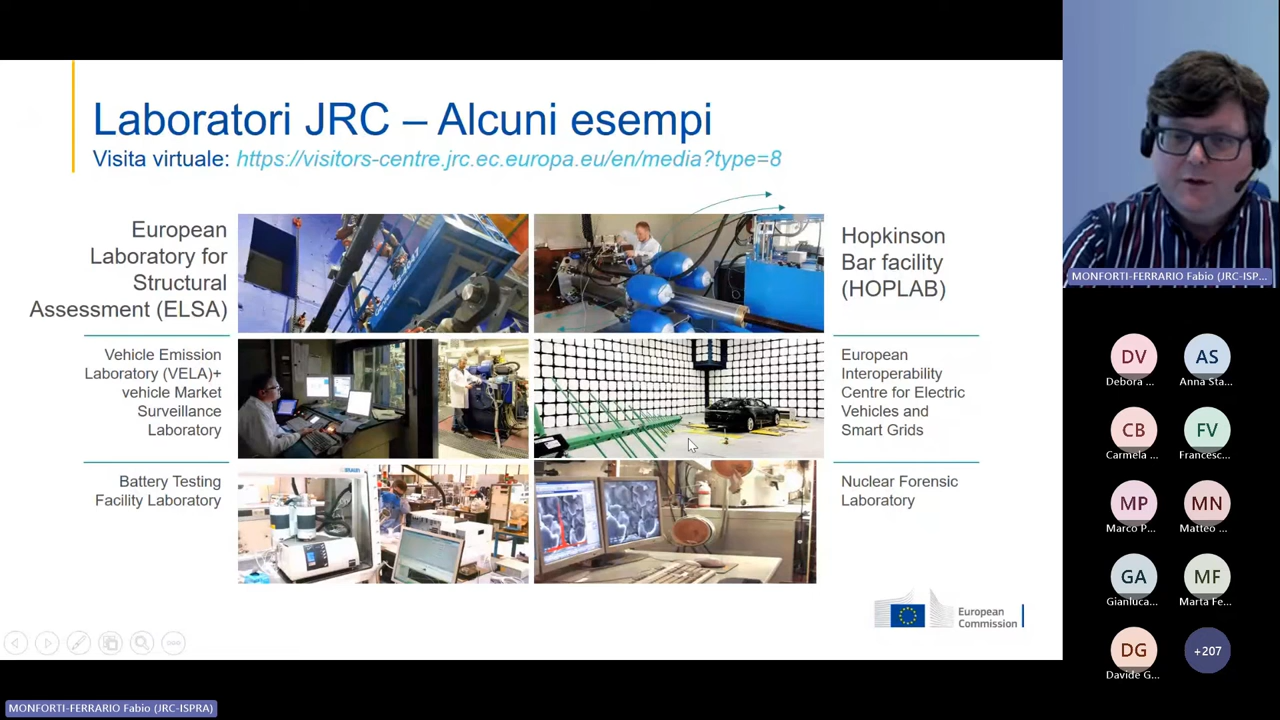 Laboratori JRC – Alcuni esempi
Visita virtuale: https://visitors-centre.jrc.ec.europa.eu/en/media?type=8
European
Laboratory for
Structural
Assessment (ELSA)
Hopkinson
Bar facility
(HOPLAB)
Vehicle Emission
Laboratory (VELA)+
vehicle Market
Surveillance
Laboratory
European
Interoperability
Centre for Electric
Vehicles and
Smart Grids
Battery Testing
Facility Laboratory
Nuclear Forensic
Laboratory
European
Commission
MONFORTI-FERRARIO Fabio (JRC-ISP...
DV
Debora ...
AS
Anna Sta...
CB
Carmela ...
FV
Francesc...
MP
Marco P...
MN
Matteo ...
GA
Gianluca...
MF
Marta Fe...
DG
Davide G...
+207
MONFORTI-FERRARIO Fabio (JRC-ISPRA)